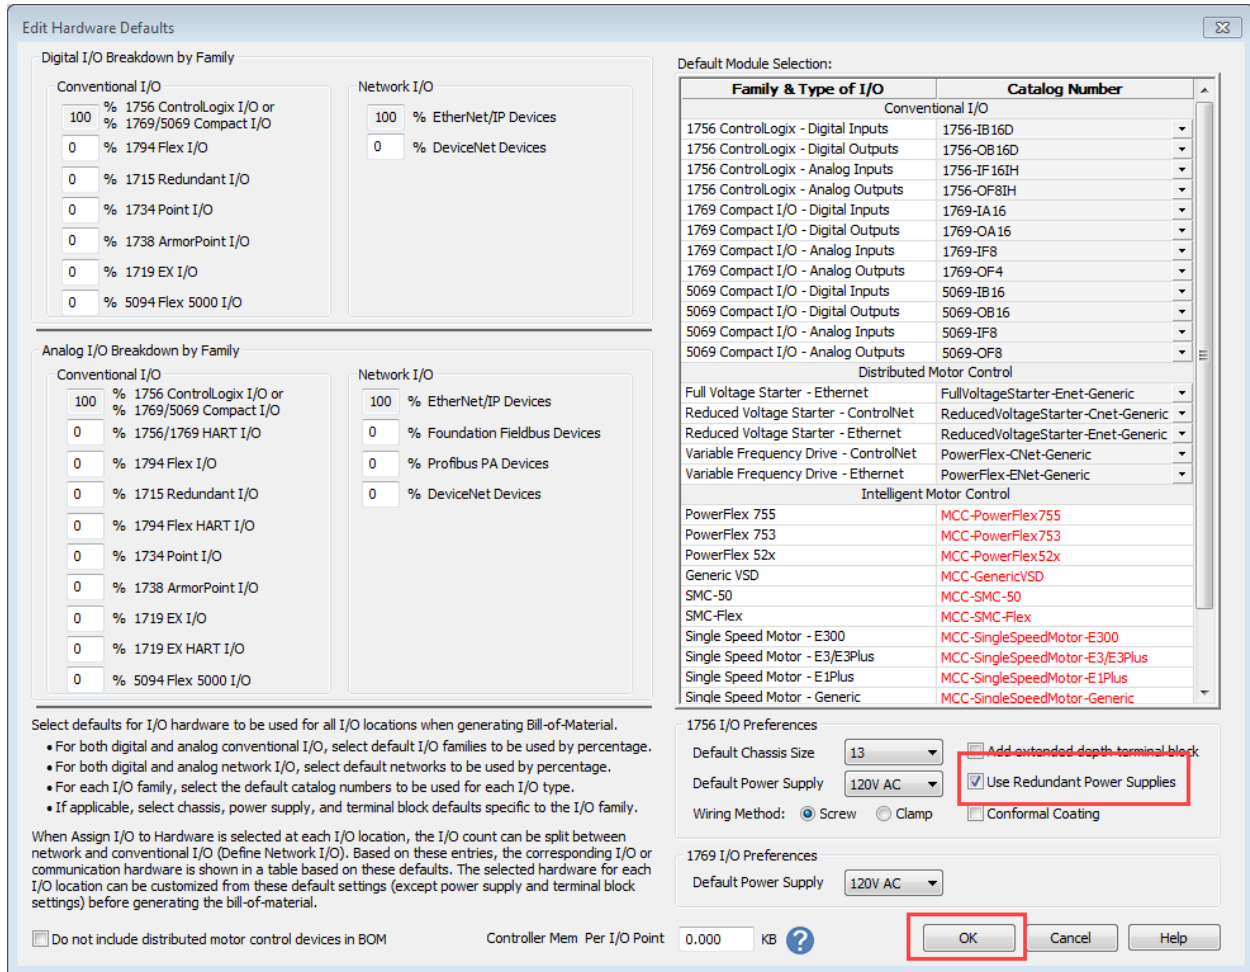 Edit Hardware Defaults
Digital I/O Breakdown by Family
Conventional I/O
100 % 1756 ControlLogix I/O or
% 1769/5069 Compact I/O
0 % 1794 Flex I/O
0 % 1715 Redundant I/O
0 % 1734 Point I/O
0 % 1738 ArmorPoint I/O
0 % 1719 EX I/O
0 % 5094 Flex 5000 I/O
Network I/O
100 % EtherNet/IP Devices
0 % DeviceNet Devices
Analog I/O Breakdown by Family
Conventional I/O
100 % 1756 ControlLogix I/O or
% 1769/5069 Compact I/O
0 % 1756/1769 HART I/O
0 % 1794 Flex I/O
0 % 1715 Redundant I/O
0 % 1794 Flex HART I/O
0 % 1734 Point I/O
0 % 1738 ArmorPoint I/O
0 % 1719 EX I/O
0 % 1719 EX HART I/O
0 % 5094 Flex 5000 I/O
Network I/O
100 % EtherNet/IP Devices
0 % Foundation Fieldbus Devices
0 % Profibus PA Devices
0 % DeviceNet Devices
Select defaults for I/O hardware to be used for all I/O locations when generating Bill-of-Material.
• For both digital and analog conventional I/O, select default I/O families to be used by percentage.
• For both digital and analog network I/O, select default networks to be used by percentage.
• For each I/O family, select the default catalog numbers to be used for each I/O type.
• If applicable, select chassis, power supply, and terminal block defaults specific to the I/O family.
When Assign I/O to Hardware is selected at each I/O location, the I/O count can be split between
network and conventional I/O (Define Network I/O). Based on these entries, the corresponding I/O or
communication hardware is shown in a table based on these defaults. The selected hardware for each
I/O location can be customized from these default settings (except power supply and terminal block
settings) before generating the bill-of-material.
Do not include distributed motor control devices in BOM
Default Module Selection:
Family & Type of I/O Catalog Number
Conventional I/O
1756 ControlLogix - Digital Inputs 1756-IB16D
1756 ControlLogix - Digital Outputs 1756-OB16D
1756 ControlLogix - Analog Inputs 1756-IF16IH
1756 ControlLogix - Analog Outputs 1756-OF8IH
1769 Compact I/O - Digital Inputs 1769-IA16
1769 Compact I/O - Digital Outputs 1769-OA16
1769 Compact I/O - Analog Inputs 1769-IF8
1769 Compact I/O - Analog Outputs 1769-OF4
5069 Compact I/O - Digital Inputs 5069-IB16
5069 Compact I/O - Digital Outputs 5069-OB16
5069 Compact I/O - Analog Inputs 5069-IF8
5069 Compact I/O - Analog Outputs 5069-OF8
Distributed Motor Control
Full Voltage Starter - Ethernet FullVoltageStarter-Enet-Generic
Reduced Voltage Starter - ControlNet ReducedVoltageStarter-Cnet-Generic
Reduced Voltage Starter - Ethernet ReducedVoltageStarter-Enet-Generic
Variable Frequency Drive - ControlNet PowerFlex-CNet-Generic
Variable Frequency Drive - Ethernet PowerFlex-ENet-Generic
Intelligent Motor Control
PowerFlex 755 MCC-PowerFlex755
PowerFlex 753 MCC-PowerFlex753
PowerFlex 52x MCC-PowerFlex52x
Generic VSD MCC-GenericVSD
SMC-50 MCC-SMC-50
SMC-Flex MCC-SMC-Flex
Single Speed Motor - E300 MCC-SingleSpeedMotor-E300
Single Speed Motor - E3/E3Plus MCC-SingleSpeedMotor-E3/E3Plus
Single Speed Motor - E1Plus MCC-SingleSpeedMotor-E1Plus
Single Speed Motor - Generic MCC-SingleSpeedMotor-Generic
1756 I/O Preferences
Default Chassis Size 13 Add extended depth terminal block
Default Power Supply 120V AC Use Redundant Power Supplies
Wiring Method: Screw Clamp Conformal Coating
1769 I/O Preferences
Default Power Supply 120V AC
Controller Mem Per I/O Point 0.000 KB ?
OK Cancel Help